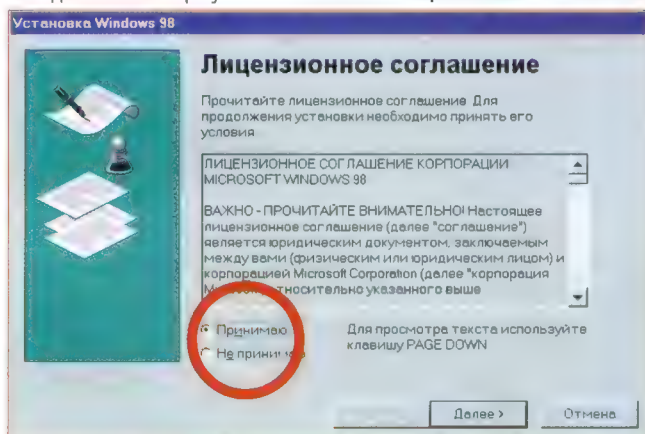 Установка Windows 98
Лицензионное соглашение
Прочитайте лицензионное соглашение Для
продолжения установки необходимо принять его
условия
ЛИЦЕНЗИОННОЕ СОГЛАШЕНИЕ КОРПОРАЦИИ
MICROSOFT WINDOWS 98
ВАЖНО - ПРОЧИТАЙТЕ ВНИМАТЕЛЬНО! Настоящее
лицензионное соглашение (далее "соглашение")
является юридическим документом, заключаемым
между вами (физическим или юридическим лицом) и
корпорацией Microsoft Corporation (далее "корпорация
относительно указанного выше
Принимаю
Не принимаю
Для просмотра текста используйте
клавишу PAGE DOWN
Далее >
Отмена